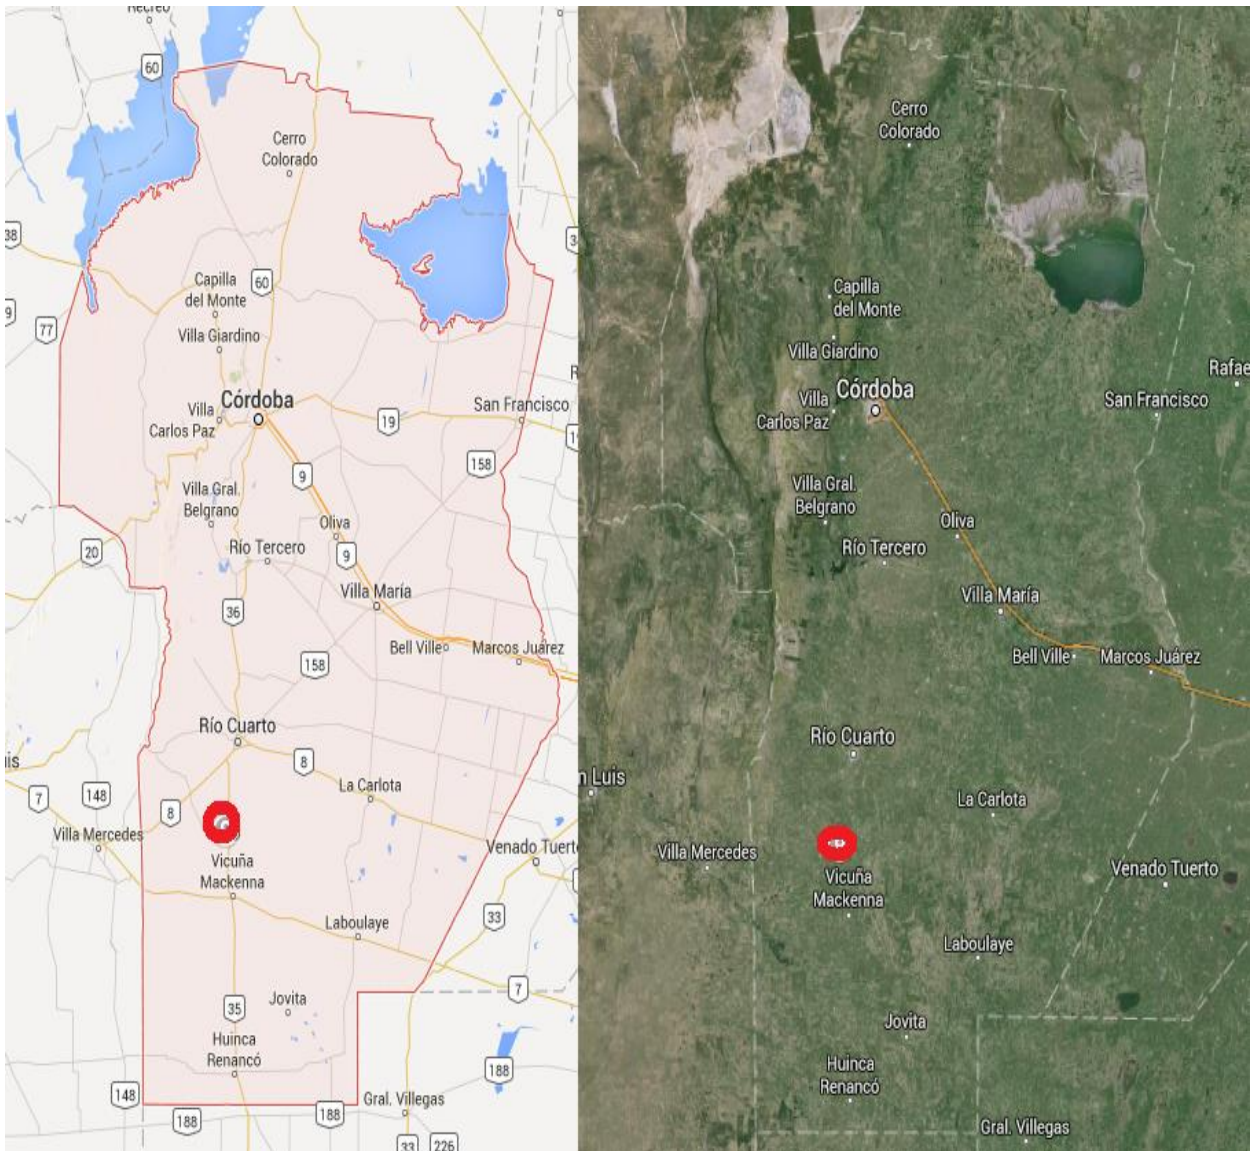 Recreo
60
38
9
77
Cerro
Colorado
Capilla
del Monte
60
Villa Giardino
Córdoba
Villa
Carlos Paz
19
San Francisco
9
158
Villa Gral.
Belgrano
Oliva
20
Río Tercero
9
Villa María
36
158
Bell Ville
Marcos Juárez
Río Cuarto
8
La Carlota
7
148
8
Villa Mercedes
Venado Tuerto
Vicuña
Mackenna
33
Laboulaye
7
35
Jovita
Huinca
Renancó
188
148
188
188
Gral. Villegas
33
226
Cerro
Colorado
Capilla
del Monte
Villa Giardino
Rafae
Córdoba
Villa
Carlos Paz
San Francisco
Villa Gral.
Belgrano
Oliva
Río Tercero
Villa María
Bell Ville
Marcos Juárez
Río Cuarto
n Luis
La Carlota
Villa Mercedes
Vicuña
Mackenna
Venado Tuerto
Laboulaye
Jovita
Huinca
Renancó
Gral. Villegas